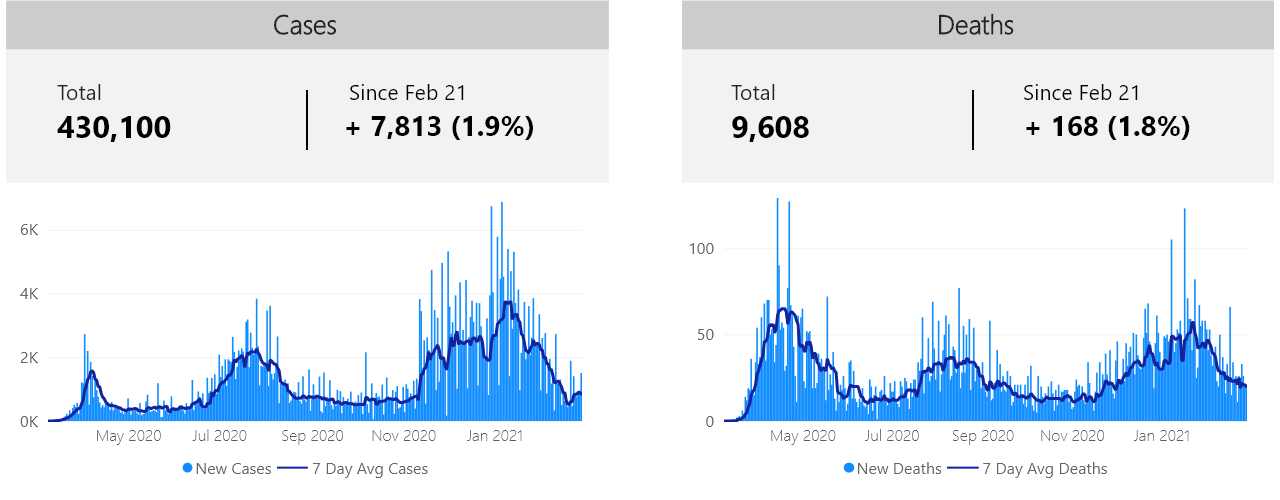 Cases
Total
Since Feb 21
430,100
+ 7,813 (1.9%)
6K
4K
2K
0K
May 2020 Jul 2020 Sep 2020 Nov 2020 Jan 2021
New Cases 7 Day Avg Cases
Deaths
Total
Since Feb 21
9,608
+ 168 (1.8%)
100
50
0
May 2020 Jul 2020 Sep 2020 Nov 2020 Jan 2021
New Deaths 7 Day Avg Deaths